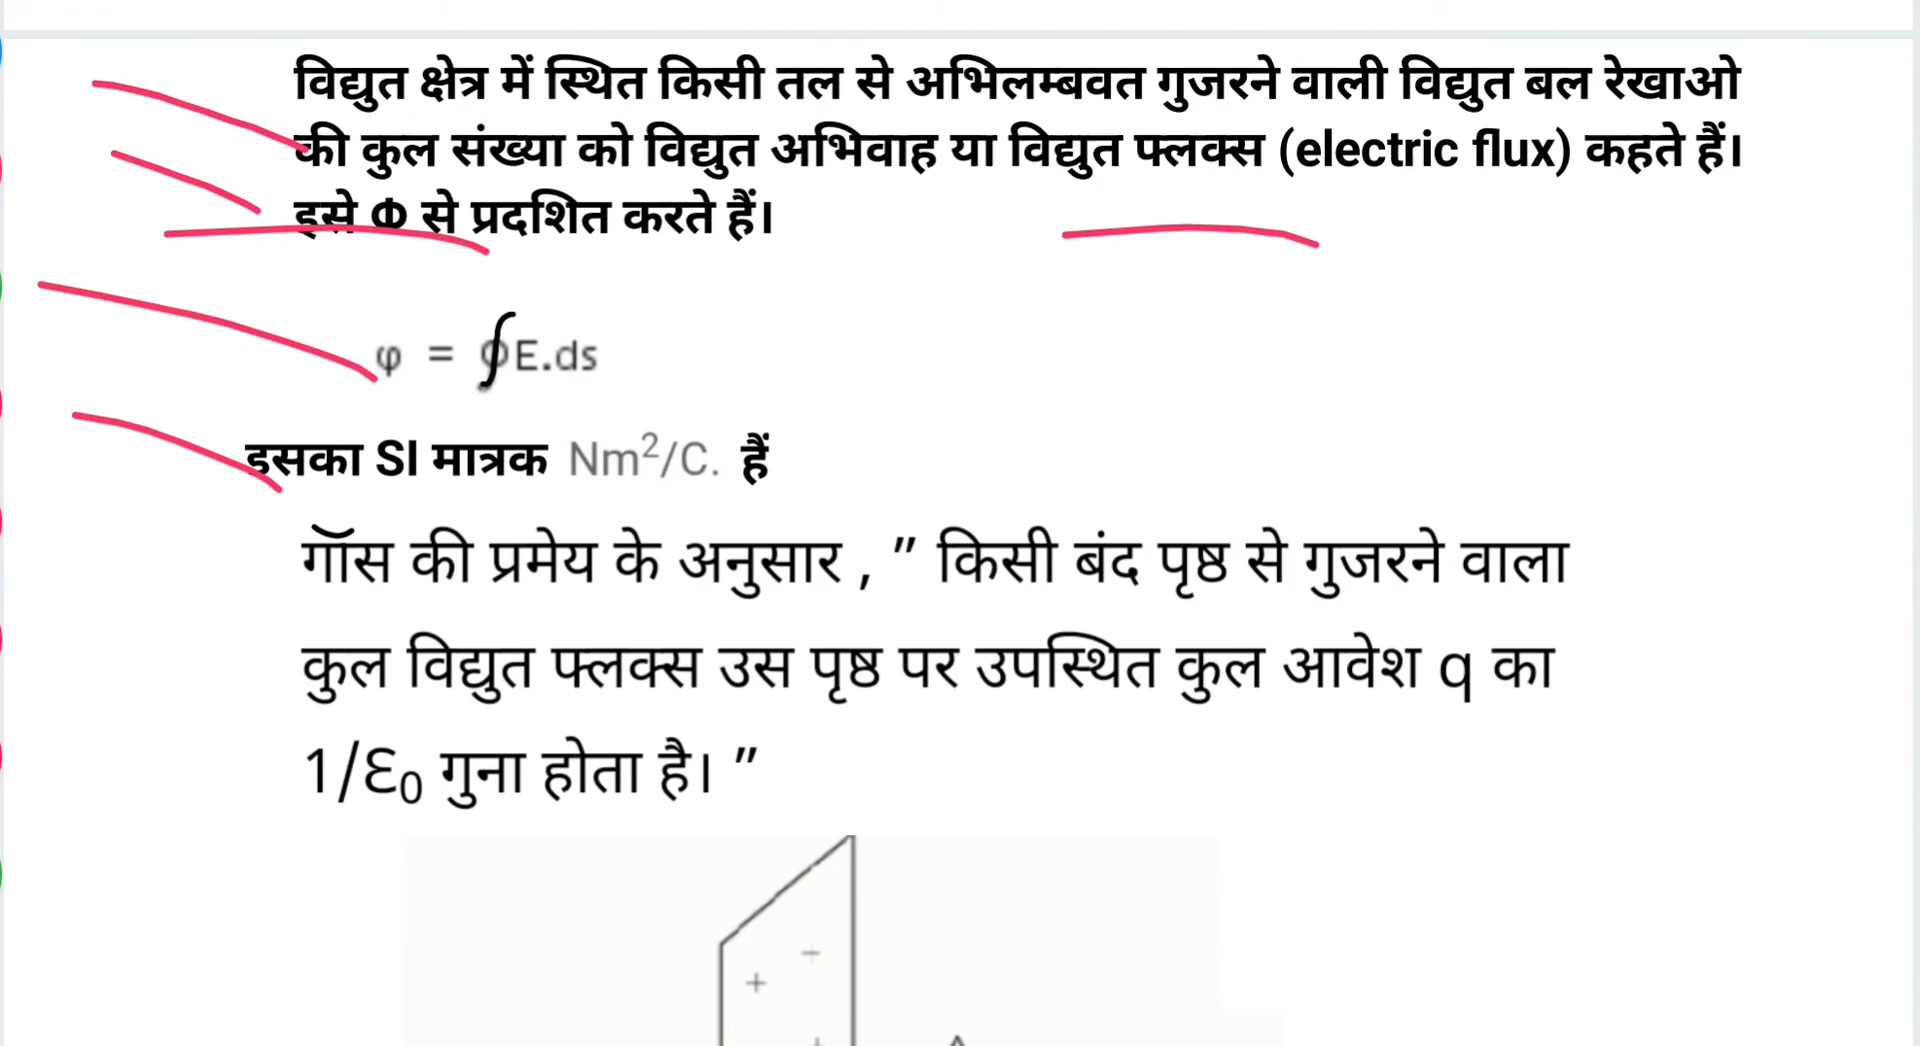 विद्युत क्षेत्र में स्थित किसी तल से अभिलम्बवत गुजरने वाली विद्युत बल रेखाओ
की कुल संख्या को विद्युत अभिवाह या विद्युत फ्लक्स (electric flux) कहते हैं।
इसे Φ से प्रदशित करते हैं।
φ = ∮E.ds
इसका SI मात्रक Nm²/C. हैं
गॉस की प्रमेय के अनुसार , ” किसी बंद पृष्ठ से गुजरने वाला
कुल विद्युत फ्लक्स उस पृष्ठ पर उपस्थित कुल आवेश q का
1/ε₀ गुना होता है। ”